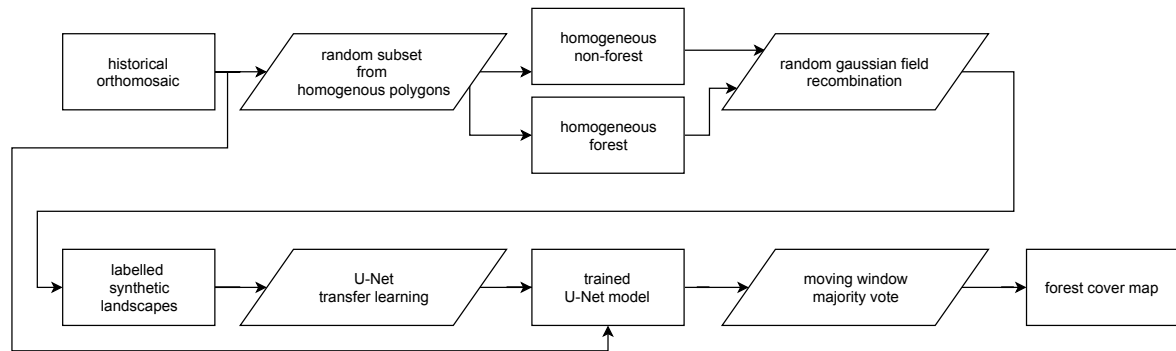 historical
orthomosaic
random subset
from
homogenous polygons
homogeneous
non-forest
homogeneous
forest
random gaussian field
recombination
labelled
synthetic
landscapes
U-Net
transfer learning
trained
U-Net model
moving window
majority vote
forest cover map